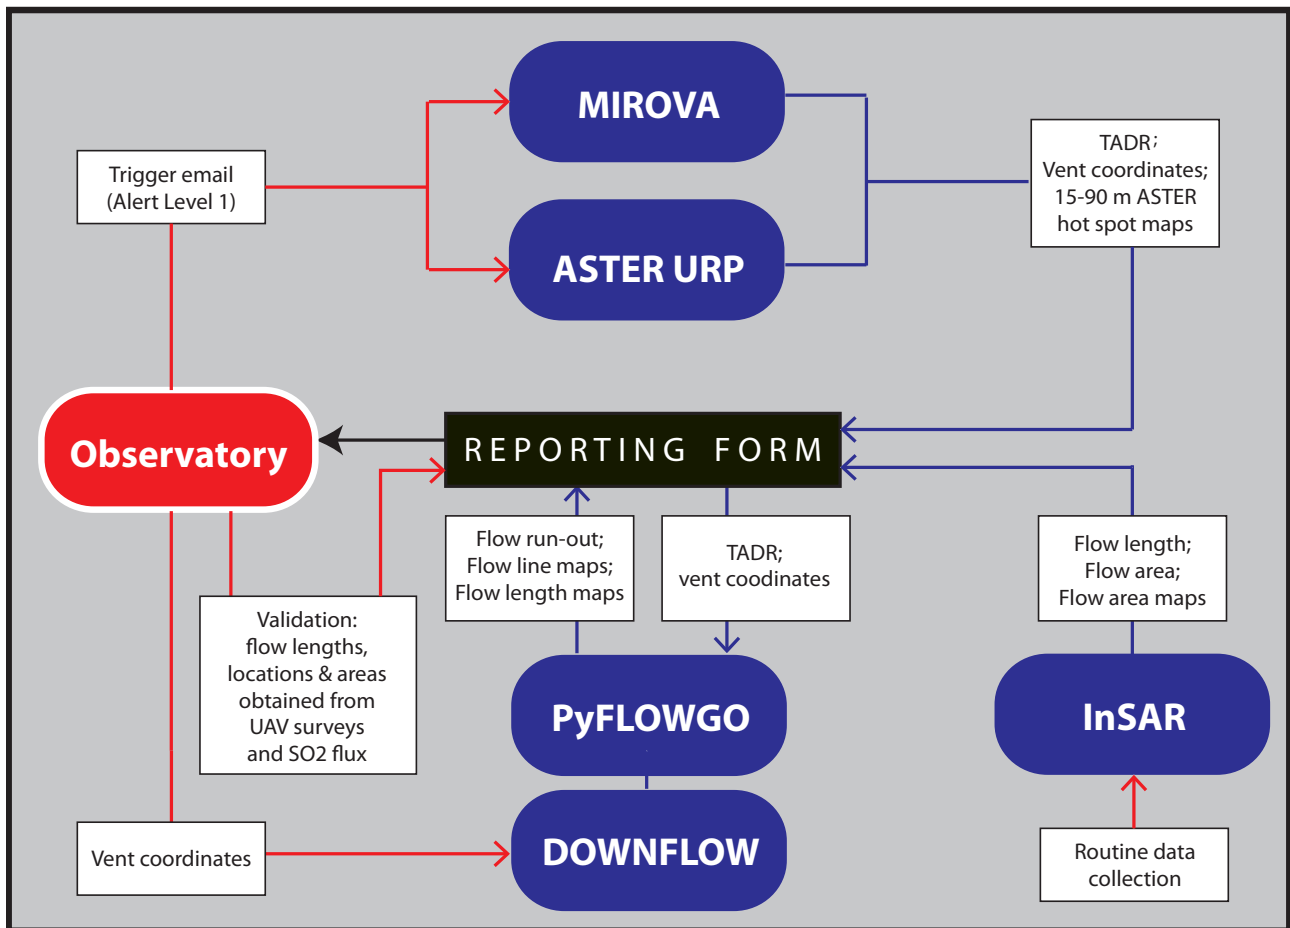 MIROVA
Trigger email
(Alert Level 1)
TADR;
Vent coordinates;
15-90 m ASTER
hot spot maps
ASTER URP
Observatory
REPORTING FORM
Flow run-out;
Flow line maps;
Flow length maps
TADR;
vent coodinates
Flow length;
Flow area;
Flow area maps
Validation:
flow lengths,
locations & areas
obtained from
UAV surveys
and SO2 flux
PyFLOWGO
InSAR
Vent coordinates
DOWNFLOW
Routine data
collection